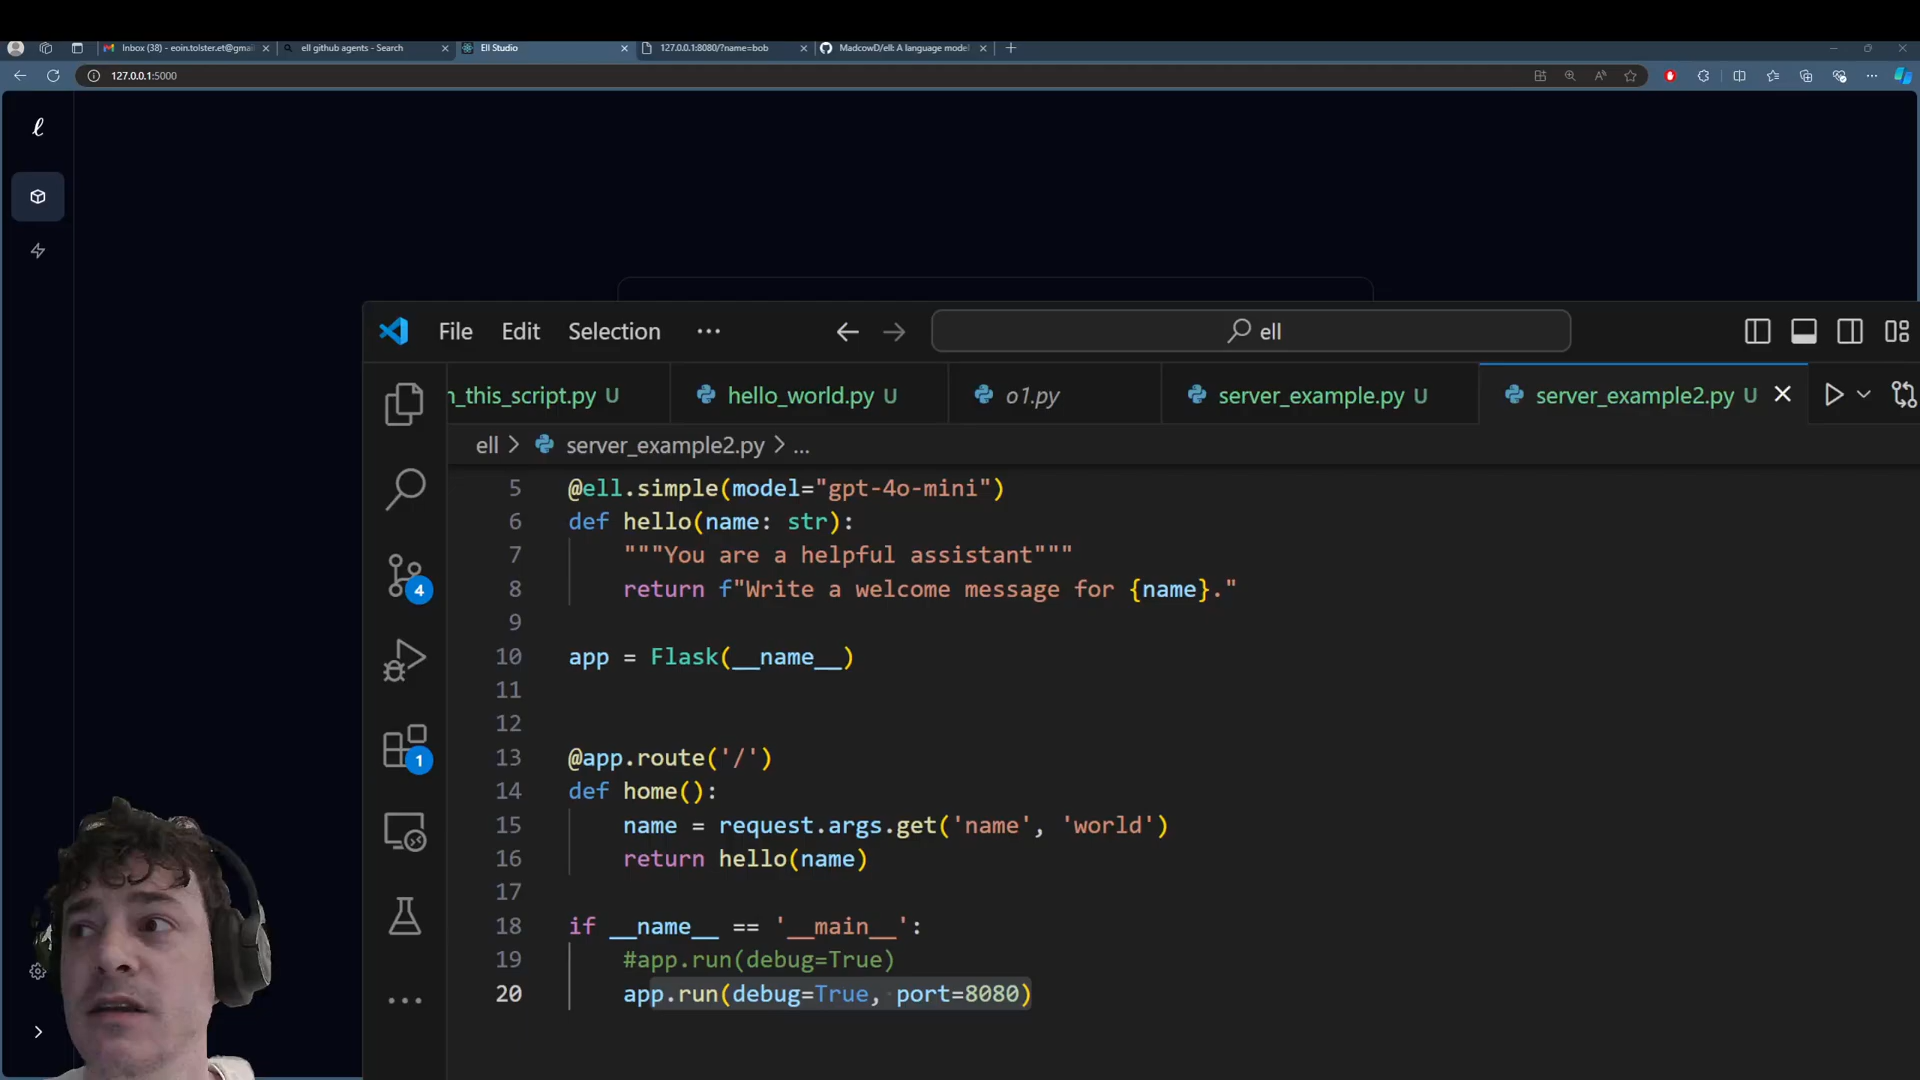 Inbox (38) - eoin.tolster.et@gmai
ell github agents - Search
Ell Studio
127.0.0.1:8080/?name=bob
MadcowD/ell: A language model
127.0.0.1:5000
ℓ
File Edit Selection ···
ell
n_this_script.py U
hello_world.py U
o1.py
server_example.py U
server_example2.py U
ell > server_example2.py > ...
5 @ell.simple(model="gpt-4o-mini")
6 def hello(name: str):
7 """You are a helpful assistant"""
8 return f"Write a welcome message for {name}."
9
10 app = Flask(__name__)
11
12
13 @app.route('/')
14 def home():
15 name = request.args.get('name', 'world')
16 return hello(name)
17
18 if __name__ == '__main__':
19 #app.run(debug=True)
20 app.run(debug=True, port=8080)
4
1